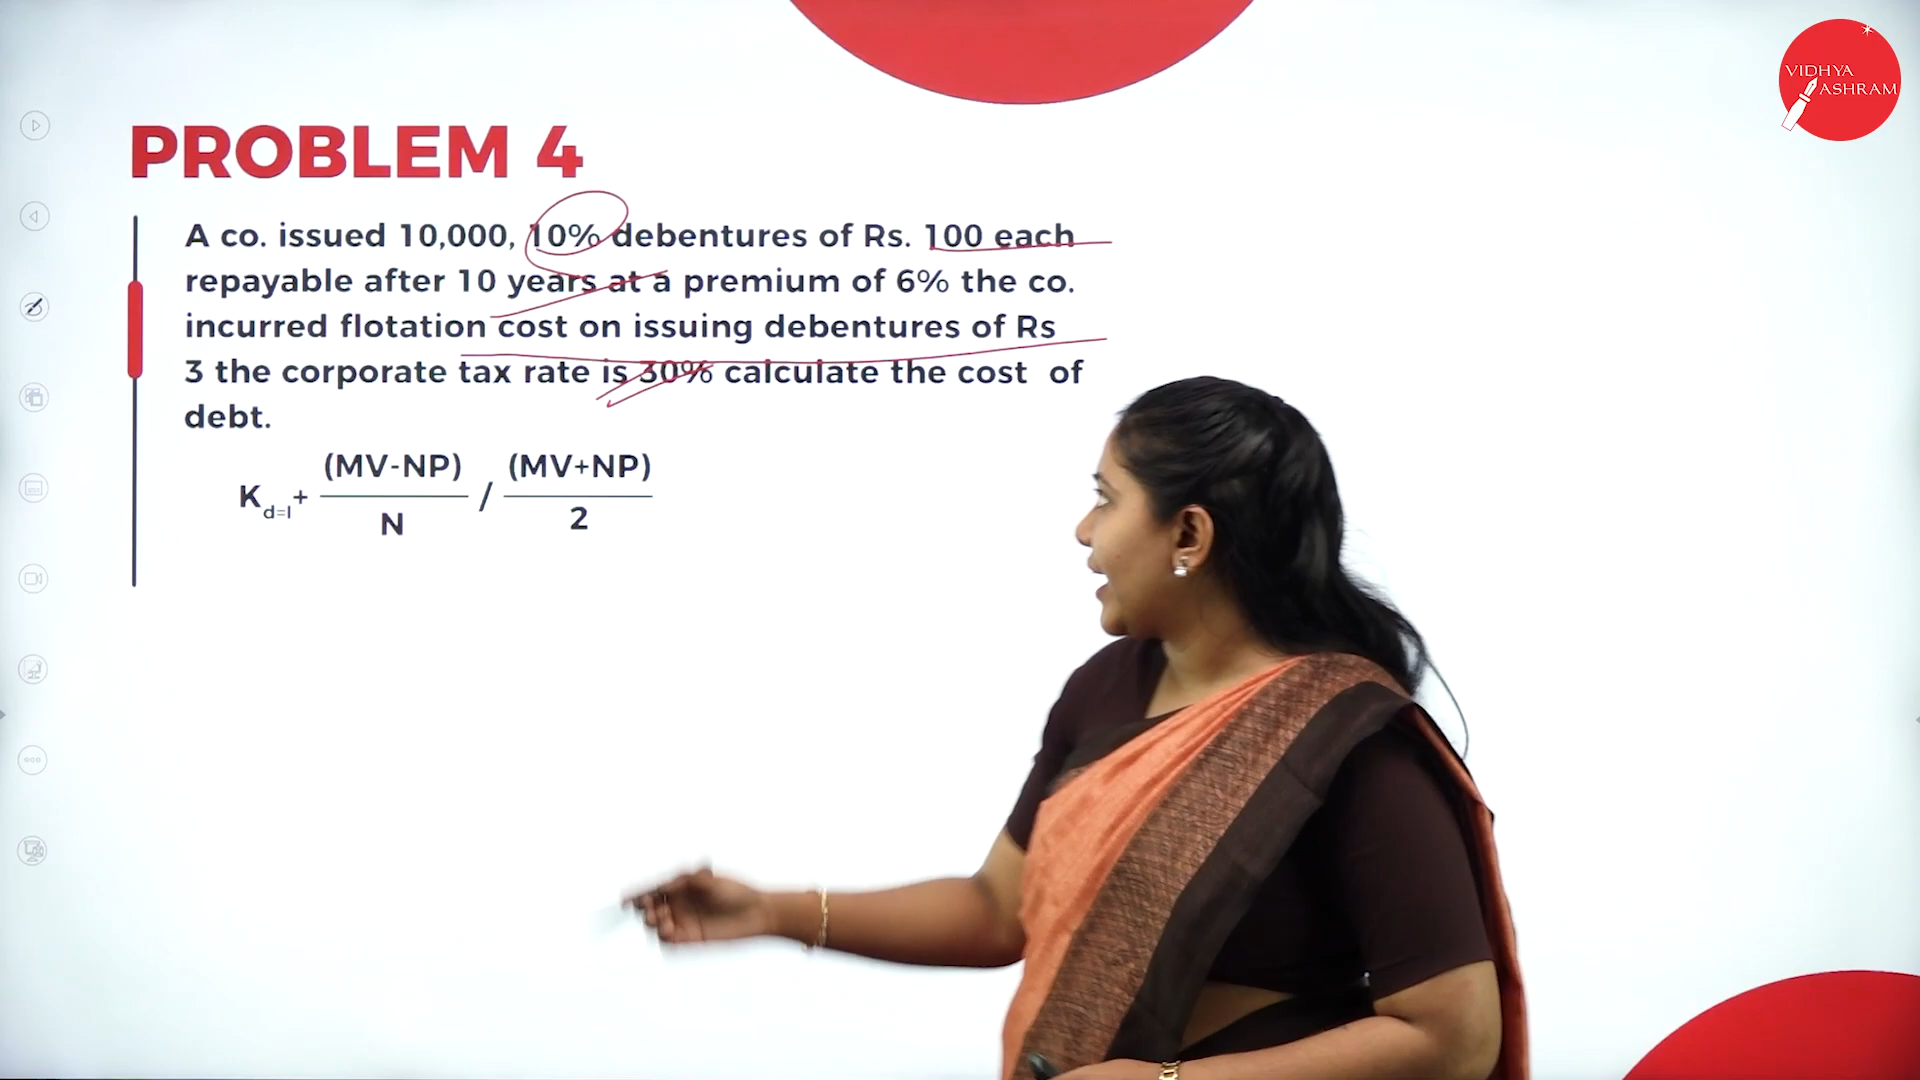 VIDHYA
ASHRAM
PROBLEM 4
A co. issued 10,000, 10% debentures of Rs. 100 each
repayable after 10 years at a premium of 6% the co.
incurred flotation cost on issuing debentures of Rs
3 the corporate tax rate is 30% calculate the cost of
debt.
(MV-NP) (MV+NP)
K d=I + /
N 2